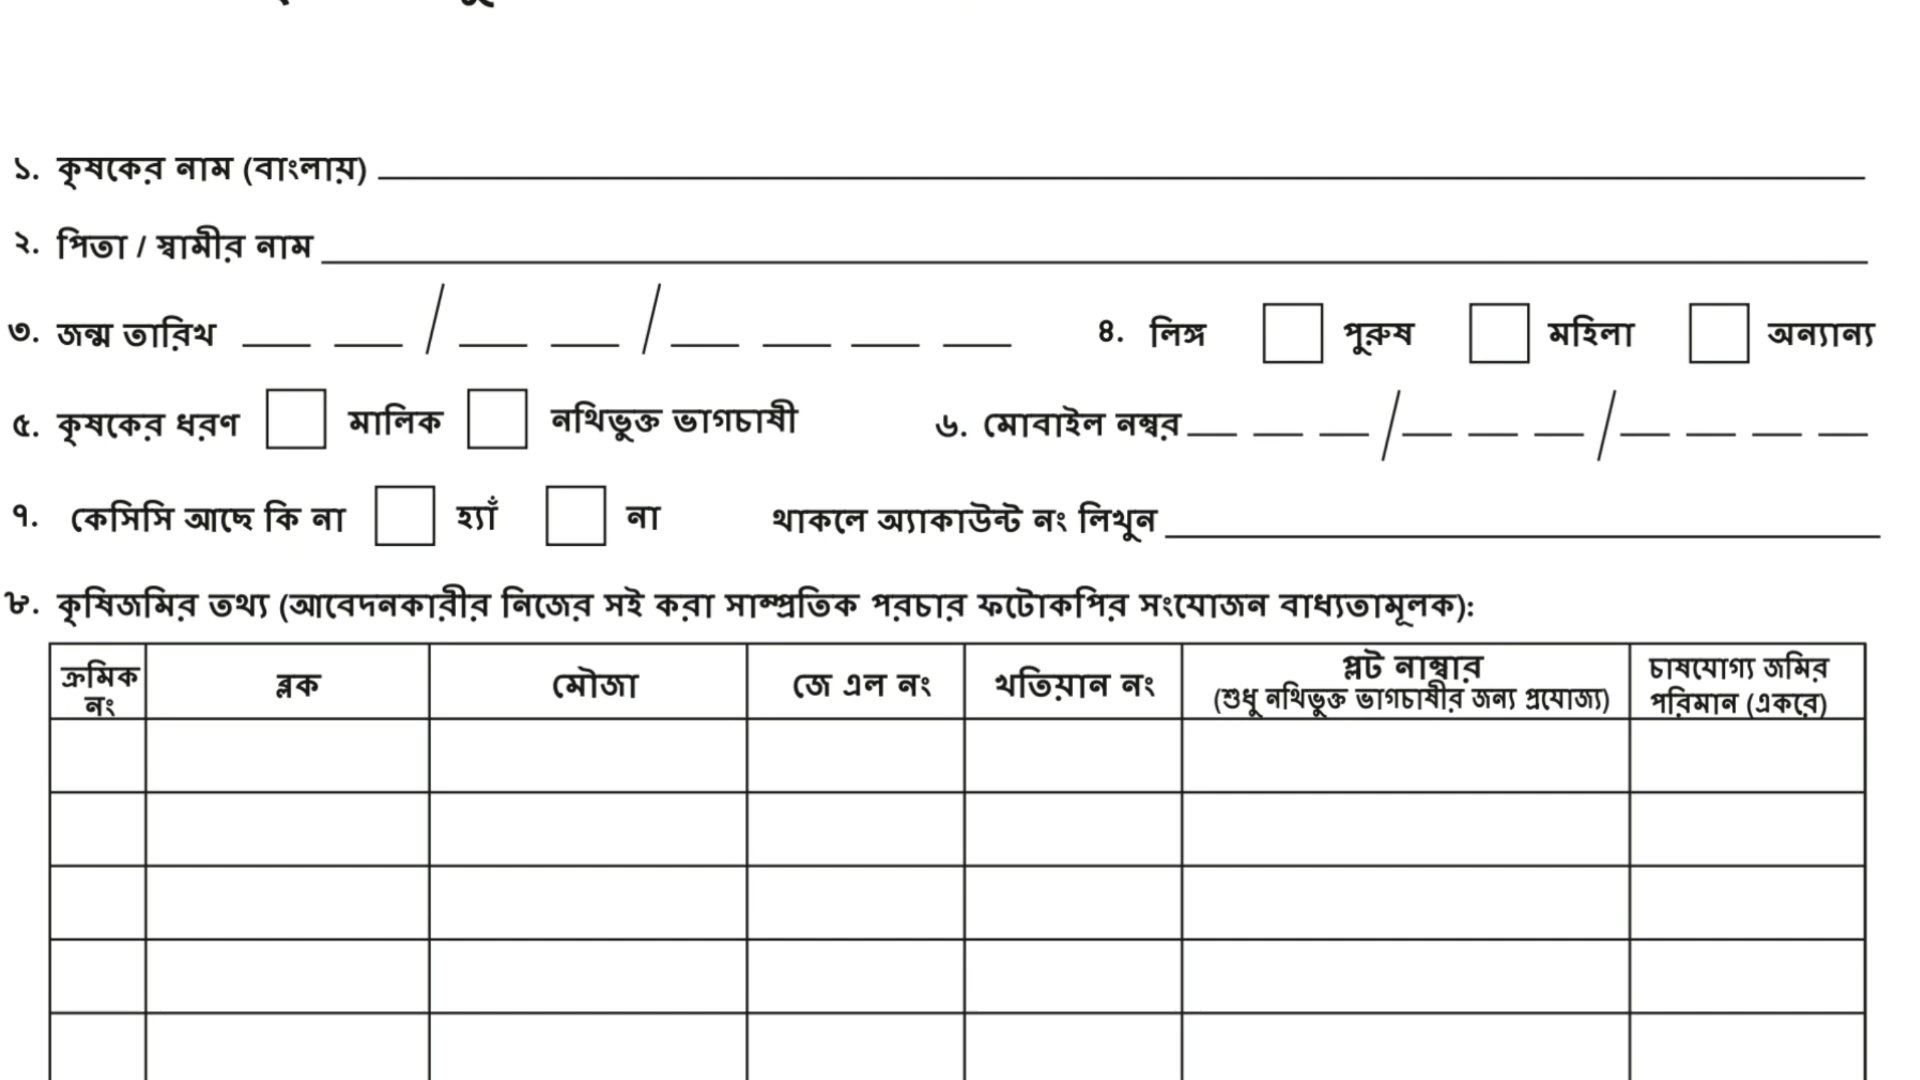 ১. কৃষকের নাম (বাংলায়)
২. পিতা / স্বামীর নাম
৩. জন্ম তারিখ / / ৪. লিঙ্গ পুরুষ মহিলা অন্যান্য
৫. কৃষকের ধরণ মালিক নথিভুক্ত ভাগচাষী ৬. মোবাইল নম্বর / /
৭. কেসিসি আছে কি না হ্যাঁ না থাকলে অ্যাকাউন্ট নং লিখুন
৮. কৃষিজমির তথ্য (আবেদনকারীর নিজের সই করা সাম্প্রতিক পরচার ফটোকপির সংযোজন বাধ্যতামূলক):
ক্রমিক
নং
ব্লক
মৌজা
জে এল নং
খতিয়ান নং
প্লট নাম্বার
(শুধু নথিভুক্ত ভাগচাষীর জন্য প্রযোজ্য)
চাষযোগ্য জমির
পরিমান (একরে)